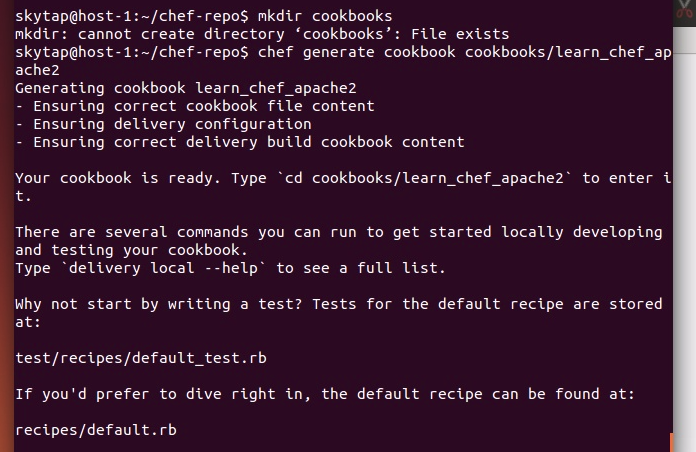 skytap@host-1:~/chef-repo$ mkdir cookbooks
mkdir: cannot create directory ‘cookbooks’: File exists
skytap@host-1:~/chef-repo$ chef generate cookbook cookbooks/learn_chef_ap
ache2
Generating cookbook learn_chef_apache2
- Ensuring correct cookbook file content
- Ensuring delivery configuration
- Ensuring correct delivery build cookbook content
Your cookbook is ready. Type `cd cookbooks/learn_chef_apache2` to enter i
t.
There are several commands you can run to get started locally developing
and testing your cookbook.
Type `delivery local --help` to see a full list.
Why not start by writing a test? Tests for the default recipe are stored
at:
test/recipes/default_test.rb
If you'd prefer to dive right in, the default recipe can be found at:
recipes/default.rb